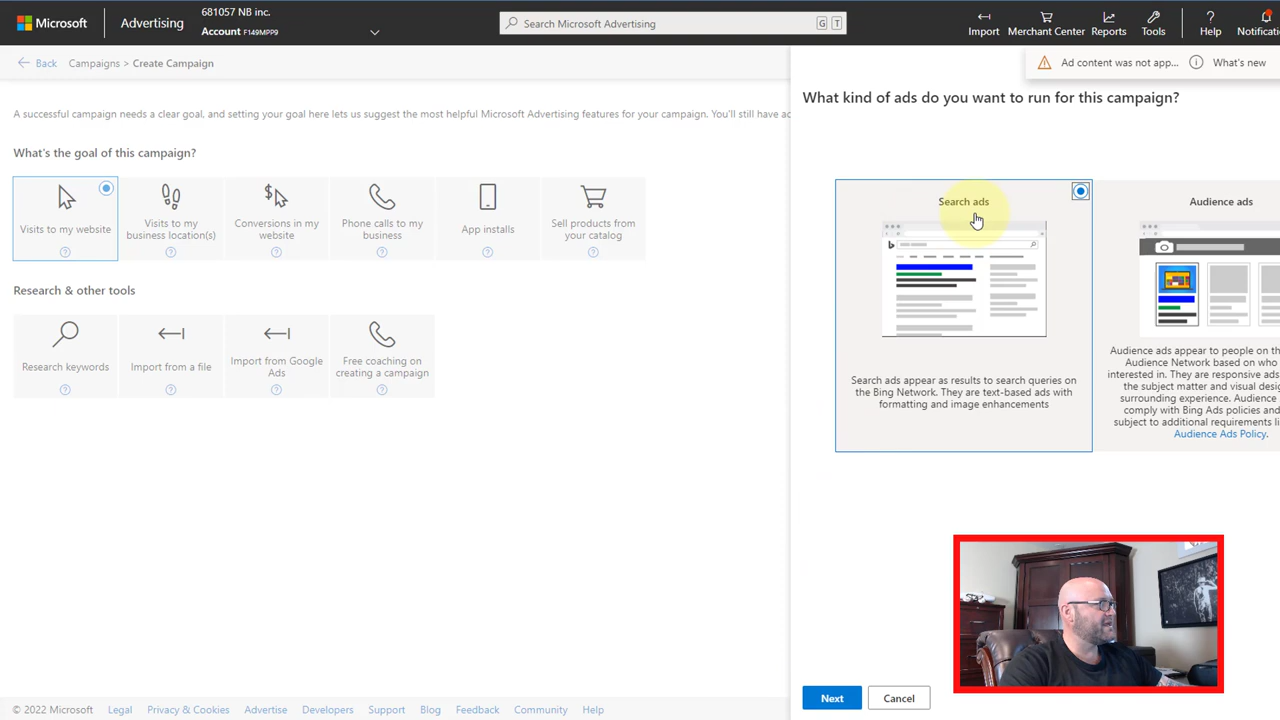 Microsoft
Advertising
681057 NB inc.
Account F149MPP9
Search Microsoft Advertising
G
T
Import
Merchant Center
Reports
Tools
Help
Notificati
Back
Campaigns > Create Campaign
Ad content was not app...
What's new
A successful campaign needs a clear goal, and setting your goal here lets us suggest the most helpful Microsoft Advertising features for your campaign. You'll still have ac
What's the goal of this campaign?
Visits to my website
Visits to my
business location(s)
Conversions in my
website
Phone calls to my
business
App installs
Sell products from
your catalog
Research & other tools
Research keywords
Import from a file
Import from Google
Ads
Free coaching on
creating a campaign
What kind of ads do you want to run for this campaign?
Search ads
Search ads appear as results to search queries on
the Bing Network. They are text-based ads with
formatting and image enhancements
Audience ads
Audience ads appear to people on th
Audience Network based on who
interested in. They are responsive ads
the subject matter and visual desi
surrounding experience. Audience
comply with Bing Ads policies and
subject to additional requirements li
Audience Ads Policy.
Next
Cancel
© 2022 Microsoft
Legal
Privacy & Cookies
Advertise
Developers
Support
Blog
Feedback
Community
Help